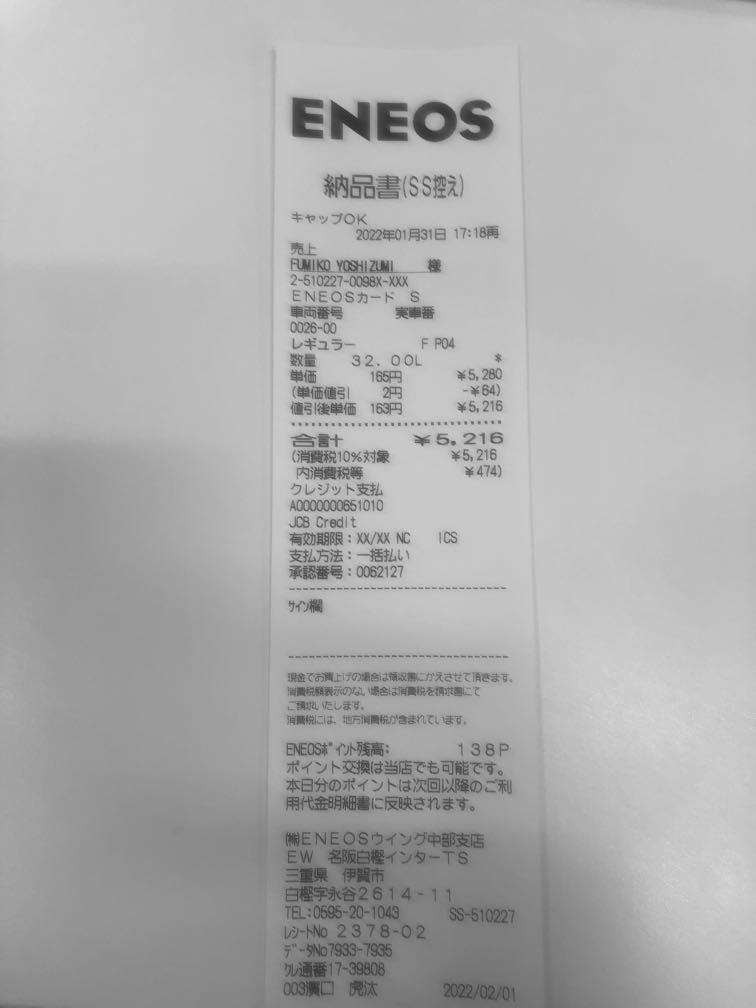 ENEOS
納品書(SS控え)
キャップOK
2022年01月31日 17:18再
売上
FUMIKO YOSHIZUMI 様
2-510227-0098X-XXX
ENEOSカード S
車両番号 実車番
0026-00
レギュラー F P04
数量 32.00L *
単価 165円 ¥5,280
(単価値引 2円 -¥64)
値引後単価 163円 ¥5,216
合計 ¥5,216
(消費税10%対象 ¥5,216
内消費税等 ¥474)
クレジット支払
A0000000651010
JCB Credit
有効期限:XX/XX NC ICS
支払方法:一括払い
承認番号:0062127
サイン欄
現金でお買上げの場合は領収書にかえさせて頂きます。
消費税額表示のない場合は消費税を請求書にて
ご請求いたします。
消費税には、地方消費税が含まれています。
ENEOSポイント残高: 138P
ポイント交換は当店でも可能です。
本日分のポイントは次回以降のご利
用代金明細書に反映されます。
㈱ENEOSウイング中部支店
EW 名阪白樫インターTS
三重県 伊賀市
白樫字永谷2614-11
TEL:0595-20-1043 SS-510227
レシートNo 2378-02
データNo7933-7935
クレ通番17-39808
003濱口 虎汰 2022/02/01